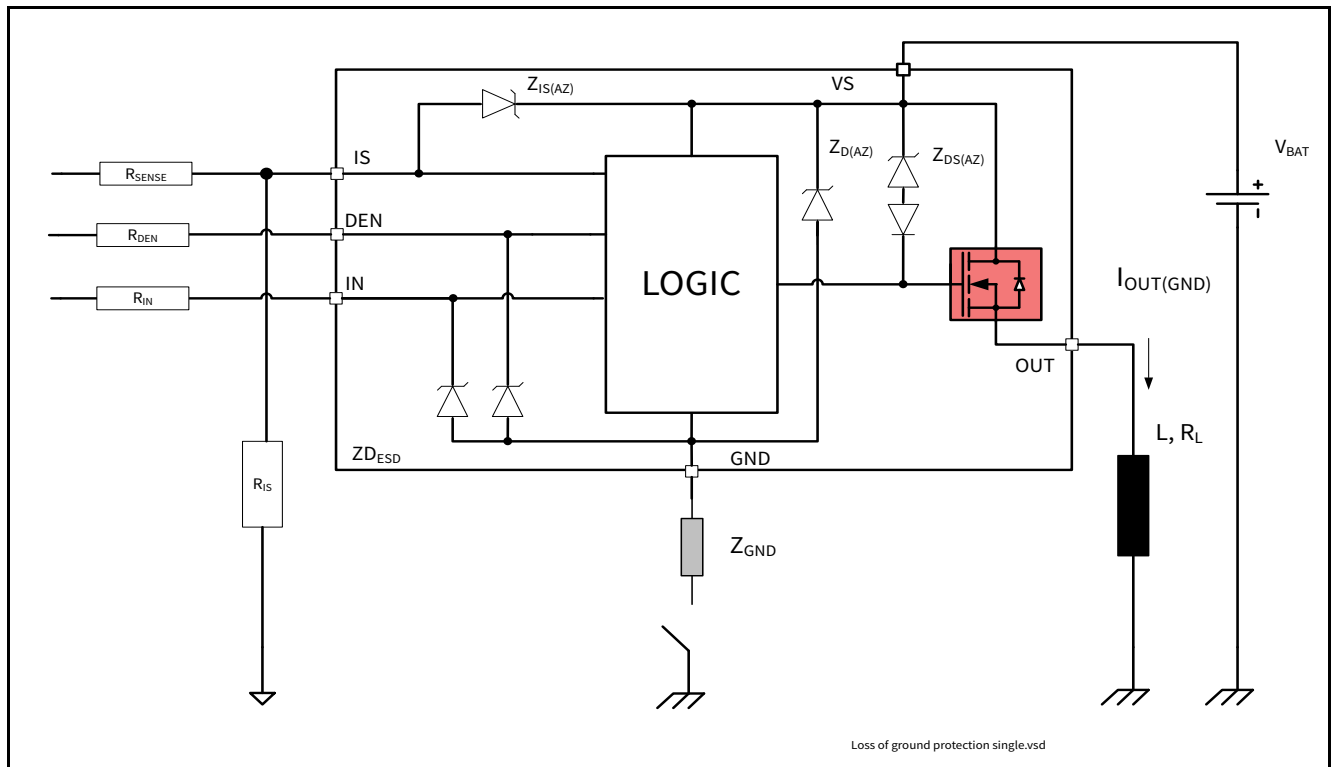 Z_IS(AZ)
VS
IS
Z_D(AZ)
Z_DS(AZ)
V_BAT
R_SENSE
+
-
DEN
R_DEN
IN
R_IN
LOGIC
I_OUT(GND)
OUT
L, R_L
ZD_ESD
GND
R_IS
Z_GND
Loss of ground protection single.vsd